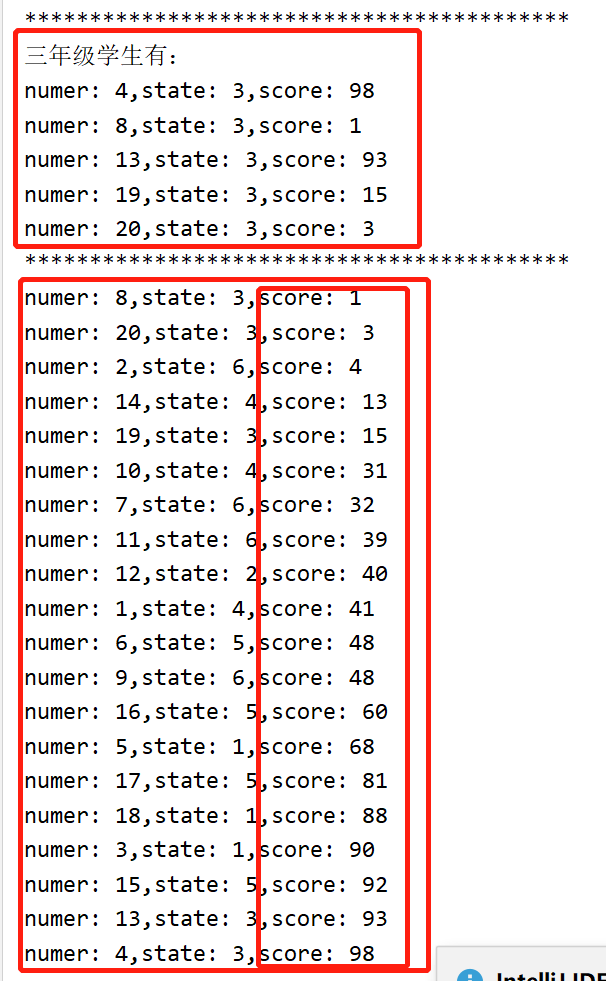 ******************************************
三年级学生有：
numer: 4,state: 3,score: 98
numer: 8,state: 3,score: 1
numer: 13,state: 3,score: 93
numer: 19,state: 3,score: 15
numer: 20,state: 3,score: 3
******************************************
numer: 8,state: 3,score: 1
numer: 20,state: 3,score: 3
numer: 2,state: 6,score: 4
numer: 14,state: 4,score: 13
numer: 19,state: 3,score: 15
numer: 10,state: 4,score: 31
numer: 7,state: 6,score: 32
numer: 11,state: 6,score: 39
numer: 12,state: 2,score: 40
numer: 1,state: 4,score: 41
numer: 6,state: 5,score: 48
numer: 9,state: 6,score: 48
numer: 16,state: 5,score: 60
numer: 5,state: 1,score: 68
numer: 17,state: 5,score: 81
numer: 18,state: 1,score: 88
numer: 3,state: 1,score: 90
numer: 15,state: 5,score: 92
numer: 13,state: 3,score: 93
numer: 4,state: 3,score: 98